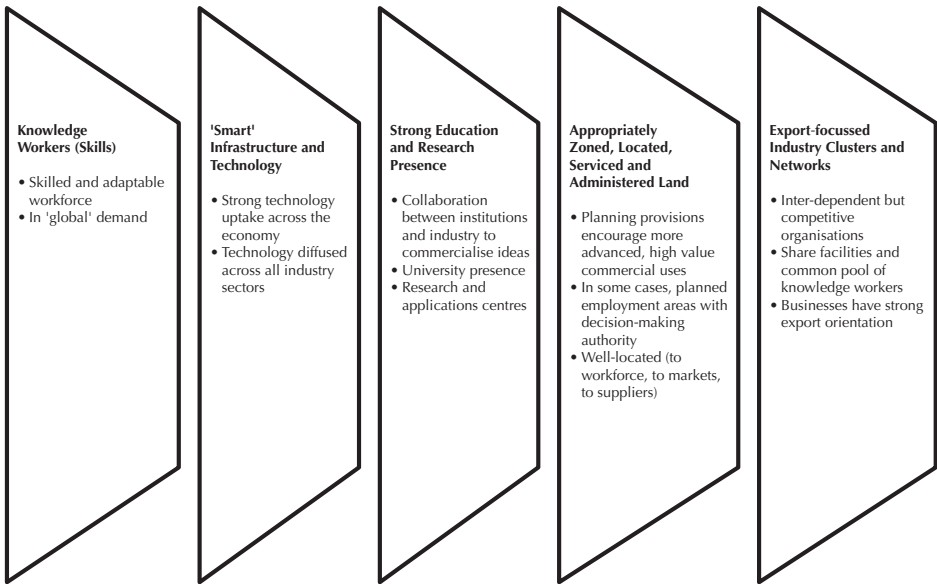 Knowledge
Workers (Skills)
• Skilled and adaptable
workforce
• In 'global' demand
'Smart'
Infrastructure and
Technology
• Strong technology
uptake across the
economy
• Technology diffused
across all industry
sectors
Strong Education
and Research
Presence
• Collaboration
between institutions
and industry to
commercialise ideas
• University presence
• Research and
applications centres
Appropriately
Zoned, Located,
Serviced and
Administered Land
• Planning provisions
encourage more
advanced, high value
commercial uses
• In some cases, planned
employment areas with
decision-making
authority
• Well-located (to
workforce, to markets,
to suppliers)
Export-focussed
Industry Clusters and
Networks
• Inter-dependent but
competitive
organisations
• Share facilities and
common pool of
knowledge workers
• Businesses have strong
export orientation